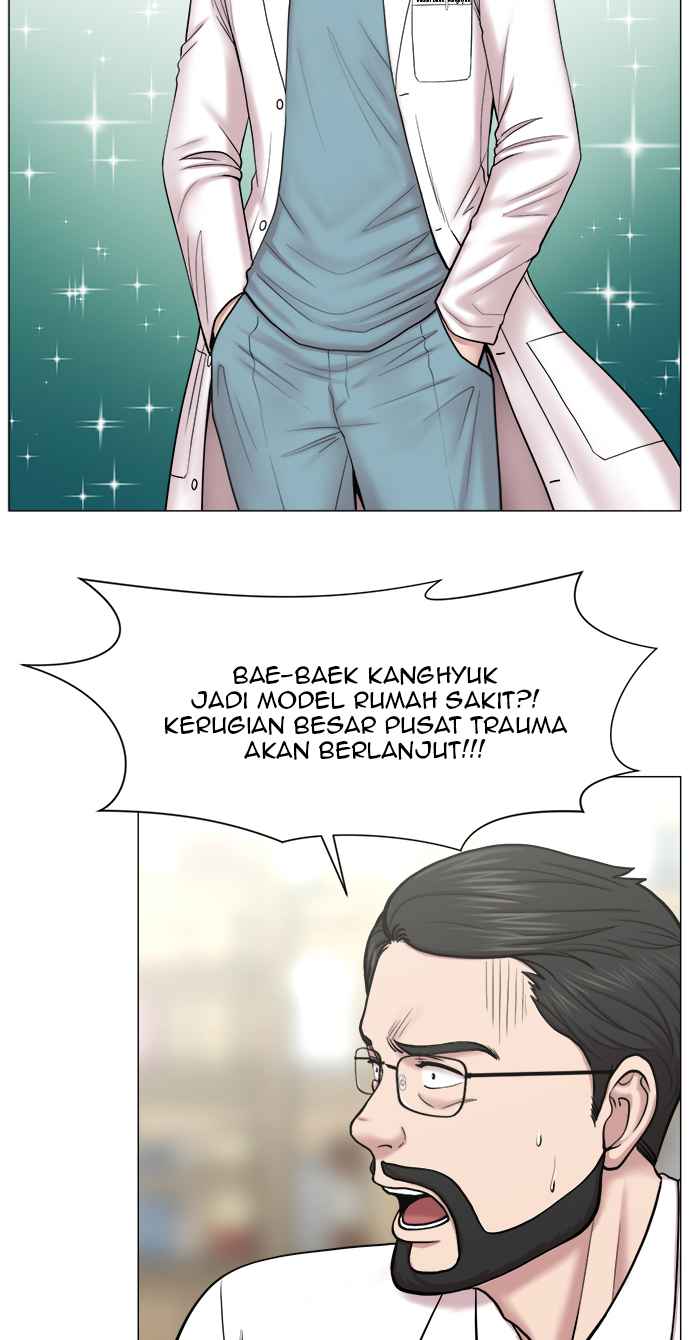 BAE-BAEK KANGHYUK
JADI MODEL RUMAH SAKIT?!
KERUGIAN BESAR PUSAT TRAUMA
AKAN BERLANJUT!!!